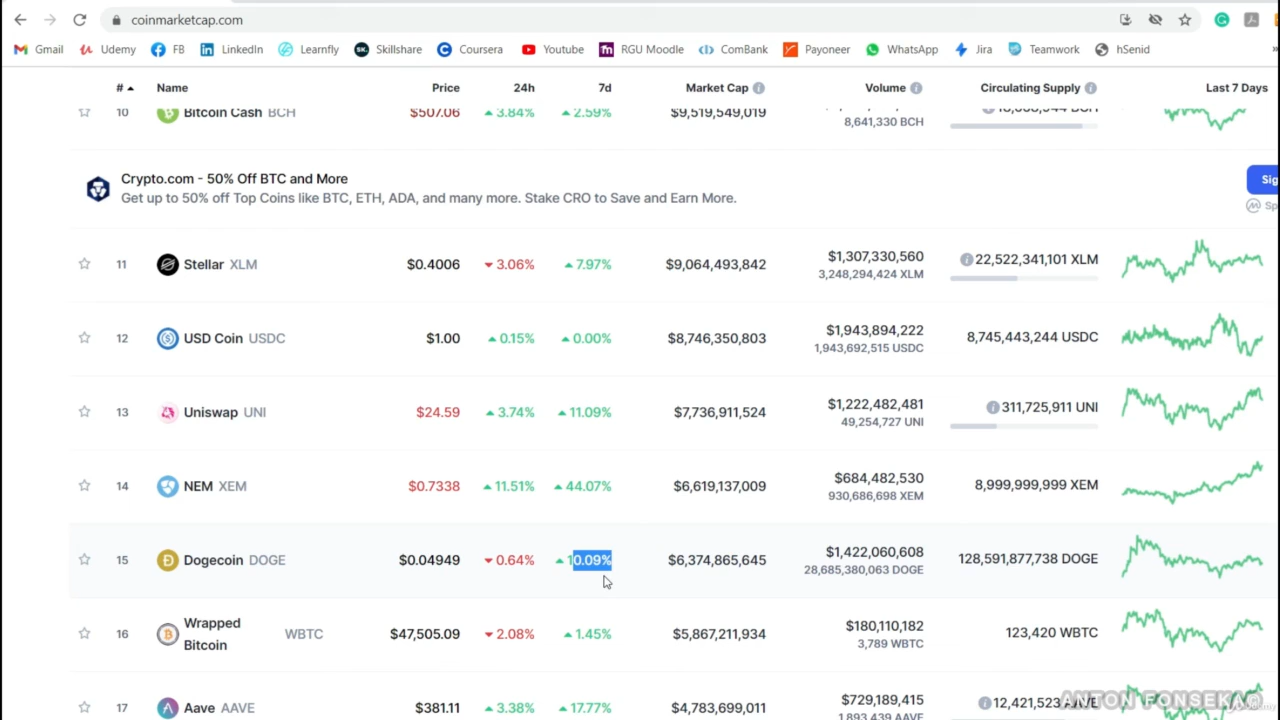 coinmarketcap.com
Gmail Udemy FB LinkedIn Learnfly Skillshare Coursera Youtube RGU Moodle ComBank Payoneer WhatsApp Jira Teamwork hSenid »
# Name Price 24h 7d Market Cap Volume Circulating Supply Last 7 Days
10 Bitcoin Cash BCH $507.06 3.84% 2.59% $9,519,549,019
8,641,330 BCH
Crypto.com - 50% Off BTC and More
Get up to 50% off Top Coins like BTC, ETH, ADA, and many more. Stake CRO to Save and Earn More.
Sig
Sp
11 Stellar XLM $0.4006 3.06% 7.97% $9,064,493,842 $1,307,330,560 22,522,341,101 XLM
3,248,294,424 XLM
12 USD Coin USDC $1.00 0.15% 0.00% $8,746,350,803 $1,943,894,222 8,745,443,244 USDC
1,943,692,515 USDC
13 Uniswap UNI $24.59 3.74% 11.09% $7,736,911,524 $1,222,482,481 311,725,911 UNI
49,254,727 UNI
14 NEM XEM $0.7338 11.51% 44.07% $6,619,137,009 $684,482,530 8,999,999,999 XEM
930,686,698 XEM
15 Dogecoin DOGE $0.04949 0.64% 10.09% $6,374,865,645 $1,422,060,608 128,591,877,738 DOGE
28,685,380,063 DOGE
16 Wrapped Bitcoin WBTC $47,505.09 2.08% 1.45% $5,867,211,934 $180,110,182 123,420 WBTC
3,789 WBTC
17 Aave AAVE $381.11 3.38% 17.77% $4,783,699,011 $729,189,415 12,421,523 AAVE
1,893,439 AAVE
ANTON FONSEKA